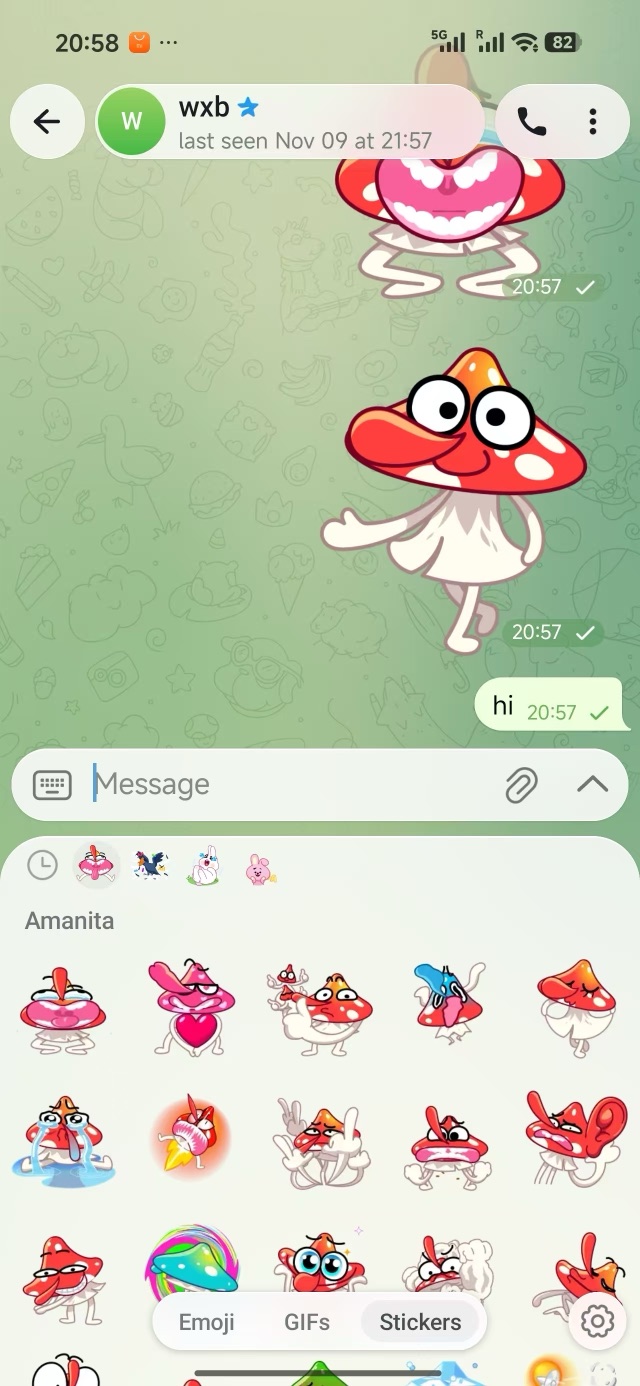 20:58
5G
R
82
W
wxb
last seen Nov 09 at 21:57
20:57
20:57
hi 20:57
Message
Amanita
Emoji GIFs Stickers